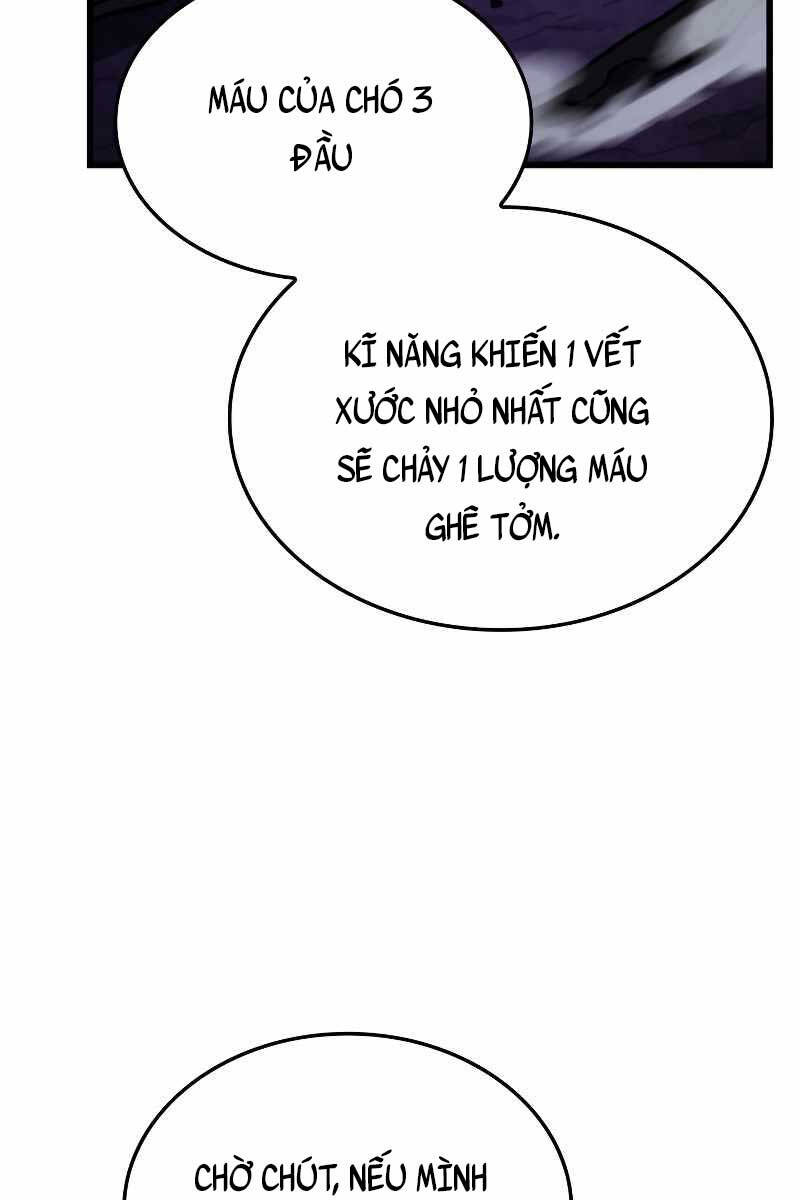 MÁU CỦA CHÓ 3
ĐẦU
KĨ NĂNG KHIẾN 1 VẾT
XƯỚC NHỎ NHẤT CŨNG
SẼ CHẢY 1 LƯỢNG MÁU
GHÊ TỞM.
CHỜ CHÚT, NẾU MÌNH